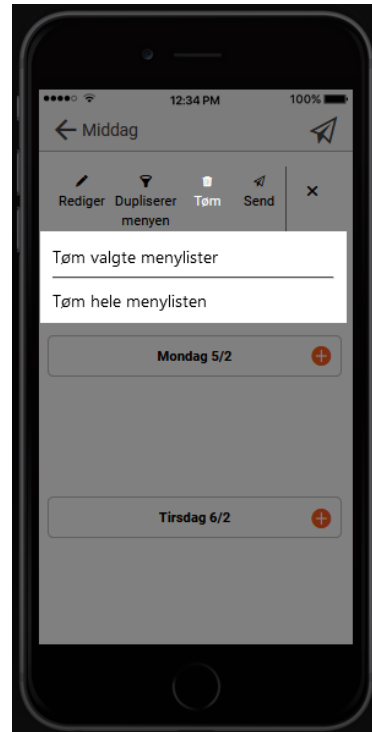 12:34 PM 100%
Middag
Rediger Dupliserer menyen Tøm Send
Tøm valgte menylister
Tøm hele menylisten
Mondag 5/2
Tirsdag 6/2